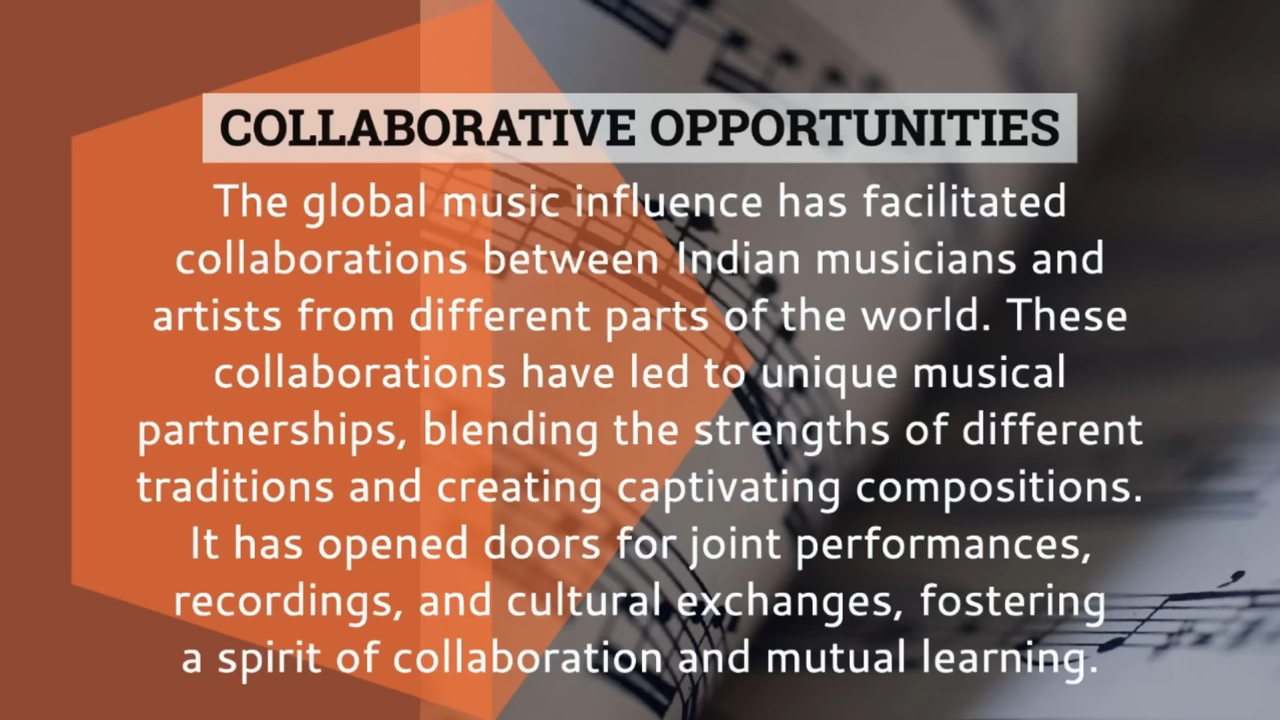 COLLABORATIVE OPPORTUNITIES
The global music influence has facilitated
collaborations between Indian musicians and
artists from different parts of the world. These
collaborations have led to unique musical
partnerships, blending the strengths of different
traditions and creating captivating compositions.
It has opened doors for joint performances,
recordings, and cultural exchanges, fostering
a spirit of collaboration and mutual learning.